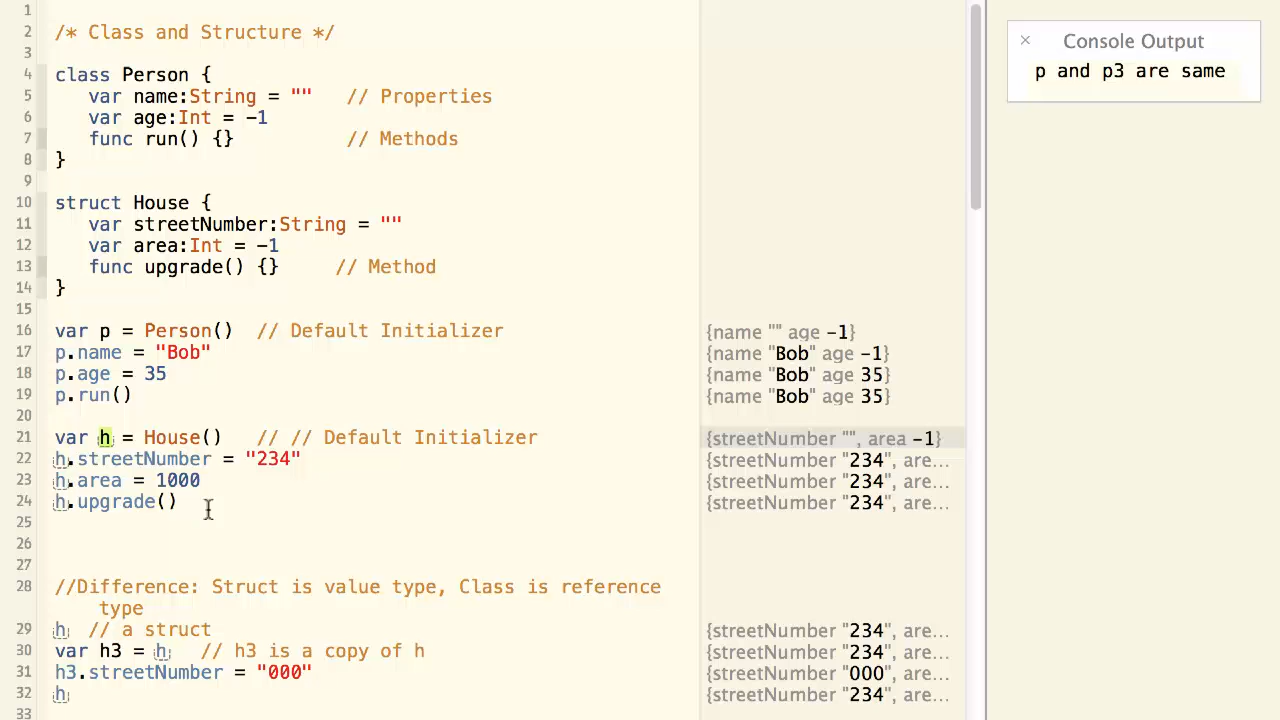 1
2 /* Class and Structure */
3
4 class Person {
5 var name:String = "" // Properties
6 var age:Int = -1
7 func run() {} // Methods
8 }
9
10 struct House {
11 var streetNumber:String = ""
12 var area:Int = -1
13 func upgrade() {} // Method
14 }
15
16 var p = Person() // Default Initializer {name "" age -1}
17 p.name = "Bob" {name "Bob" age -1}
18 p.age = 35 {name "Bob" age 35}
19 p.run() {name "Bob" age 35}
20
21 var h = House() // // Default Initializer {streetNumber "", area -1}
22 h.streetNumber = "234" {streetNumber "234", are...
23 h.area = 1000 {streetNumber "234", are...
24 h.upgrade() {streetNumber "234", are...
25
26
27
28 //Difference: Struct is value type, Class is reference
type
29 h // a struct {streetNumber "234", are...
30 var h3 = h // h3 is a copy of h {streetNumber "234", are...
31 h3.streetNumber = "000" {streetNumber "000", are...
32 h {streetNumber "234", are...
33
Console Output
p and p3 are same